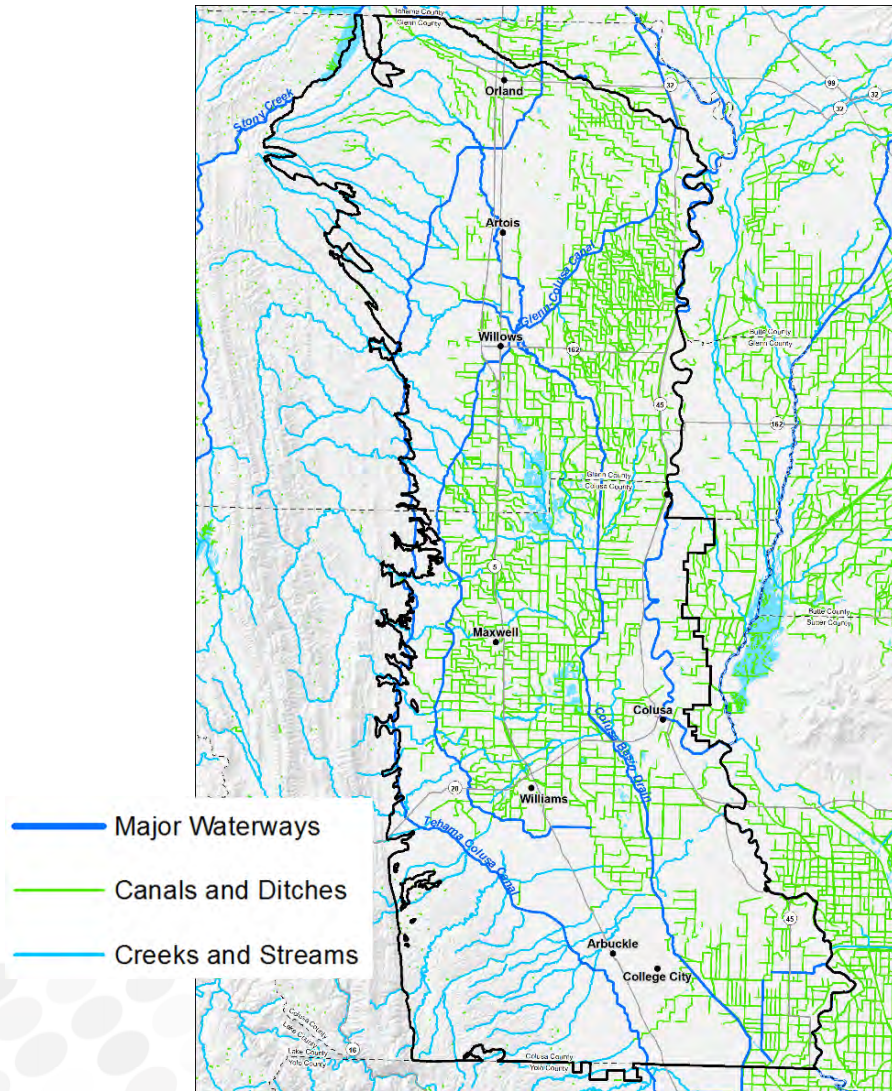 Tehama County
Glenn County
99
32
32
32
Orland
Stony Creek
Artois
Glenn Colusa Canal
Butte County
Glenn County
Willows
162
45
162
Glenn County
Colusa County
5
Butte County
Sutter County
Maxwell
Colusa
Colusa Basin Drain
20
Williams
Major Waterways
Tehama Colusa Canal
Canals and Ditches
45
Creeks and Streams
Arbuckle
College City
Colusa County
Lake County
16
Lake County
Yolo County
Colusa County
Yolo County